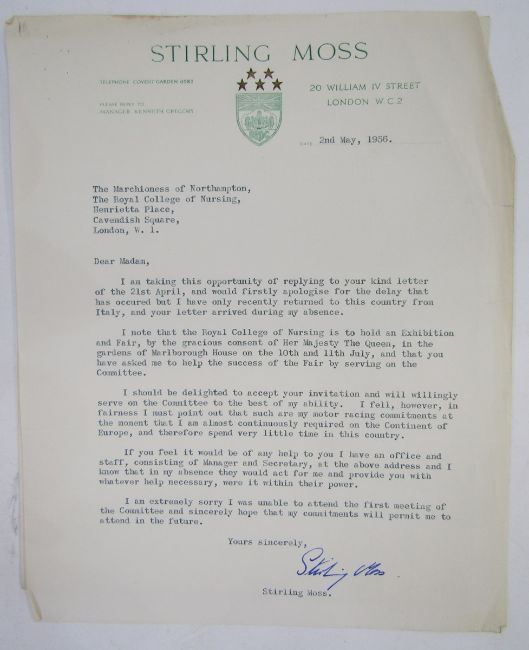 STIRLING MOSS
TELEPHONE COVENT GARDEN
PLEASE REPLY TO
MANAGER KENNETH GREGORY
20 WILLIAM IV STREET
LONDON W C 2
DATE 2nd May, 1956.
The Marchioness of Northampton,
The Royal College of Nursing,
Henrietta Place,
Cavendish Square,
London, W. 1.
Dear Madam,
I am taking this opportunity of replying to your kind letter
of the 21st April, and would firstly apologise for the delay that
has occured but I have only recently returned to this country from
Italy, and your letter arrived during my absence.
I note that the Royal College of Nursing is to hold an Exhibition
and Fair, by the gracious consent of Her Majesty The Queen, in the
gardens of Marlborough House on the 10th and 11th July, and that you
have asked me to help the success of the Fair by serving on the
Committee.
I should be delighted to accept your invitation and will willingly
serve on the Committee to the best of my ability. I fell, however, in
fairness I must point out that such are my motor racing commitments at
the moment that I am almost continuously required on the Continent of
Europe, and therefore spend very little time in this country.
If you feel it would be of any help to you I have an office and
staff, consisting of Manager and Secretary, at the above address and I
know that in my absence they would act for me and provide you with
whatever help necessary, were it within their power.
I am extremely sorry I was unable to attend the first meeting of
the Committee and sincerely hope that my commitments will permit me to
attend in the future.
Yours sincerely,
Stirling Moss
Stirling Moss.